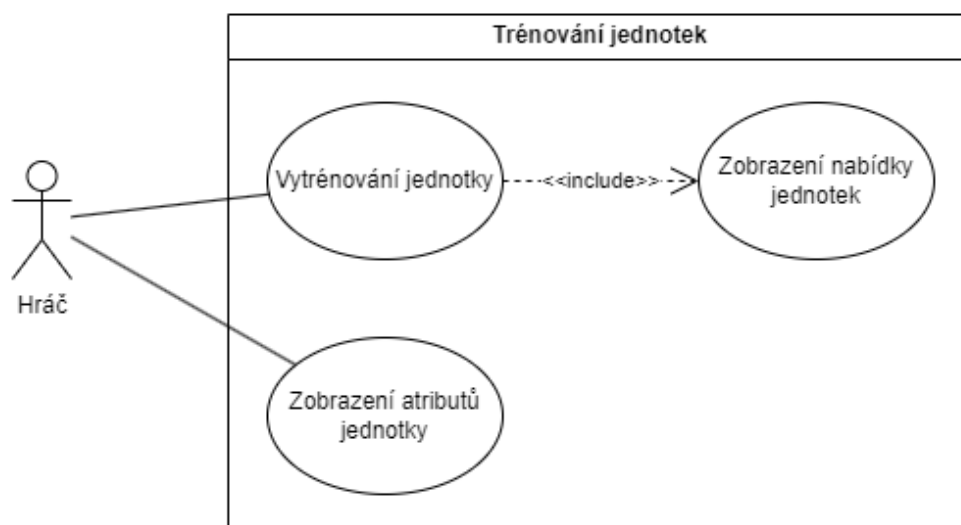 Trénování jednotek
Vytrénování jednotky
<<include>>
Zobrazení nabídky
jednotek
Hráč
Zobrazení atributů
jednotky